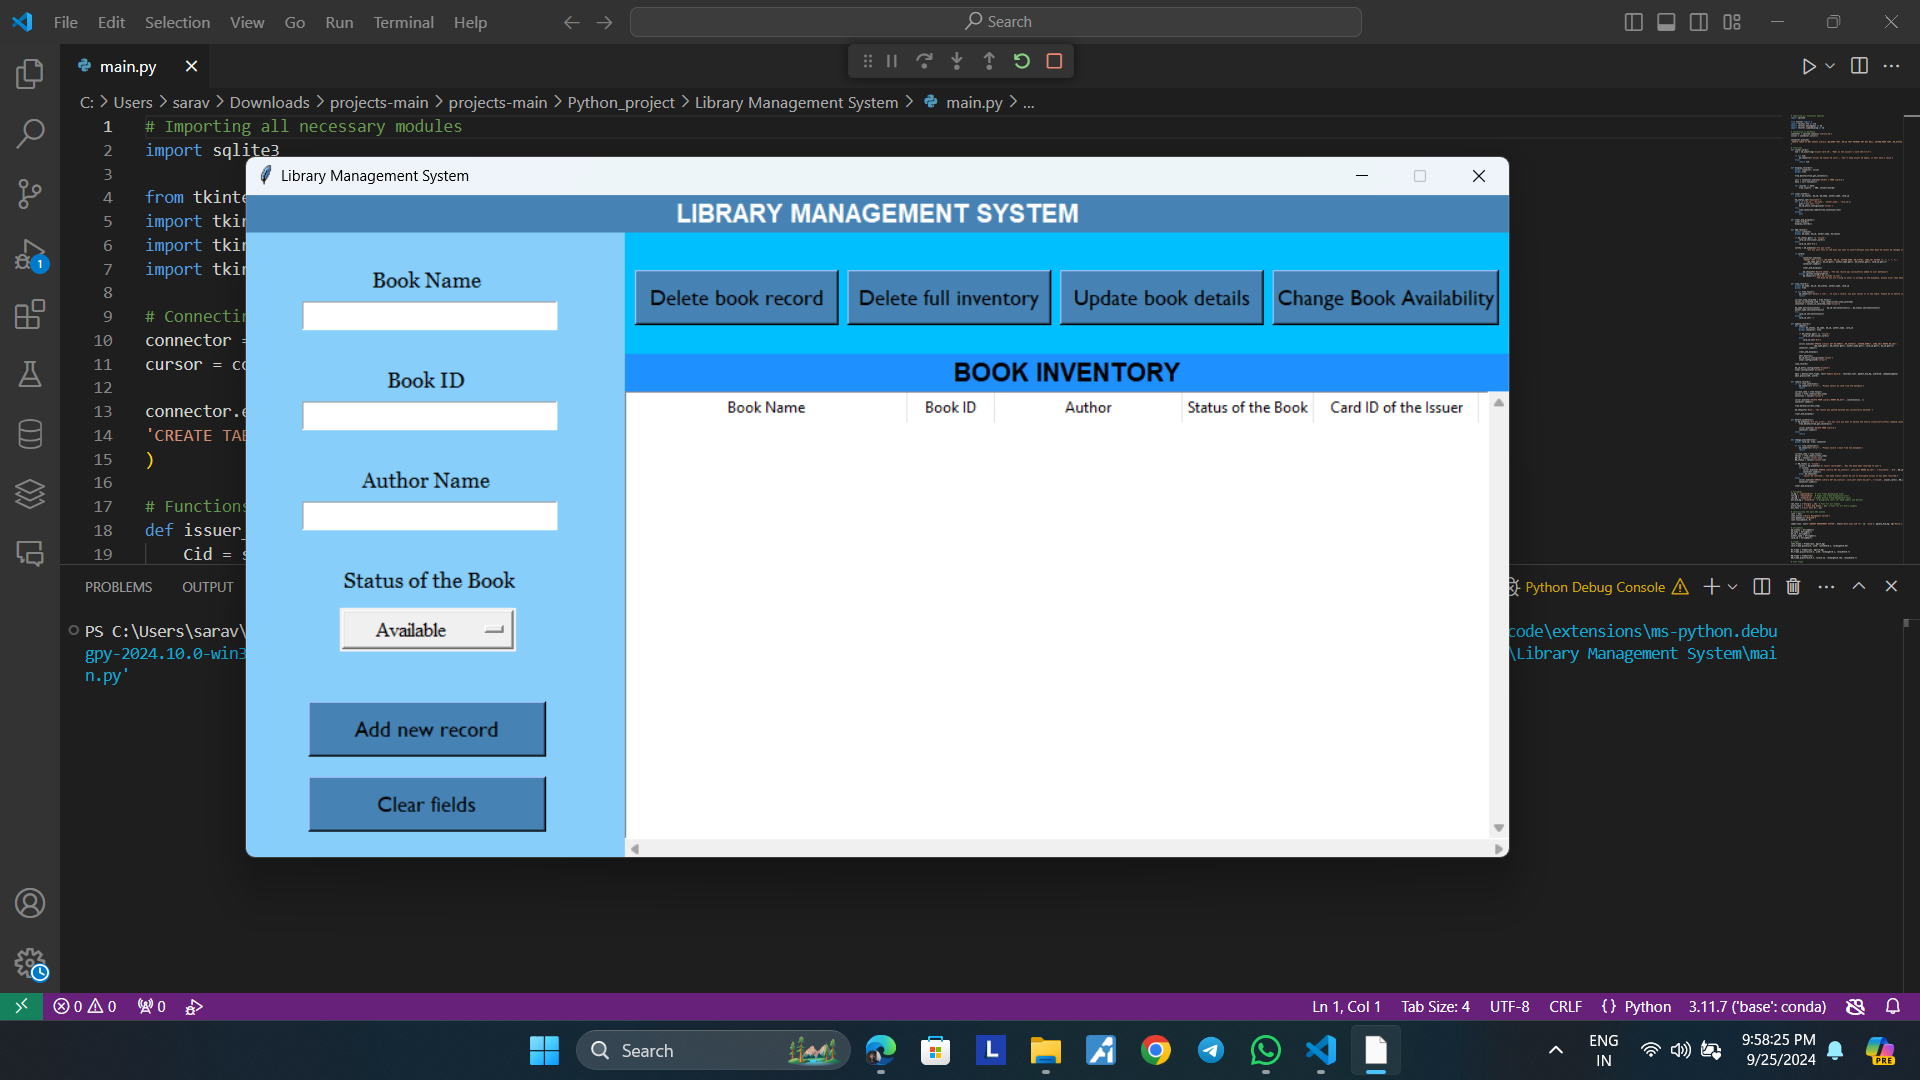 File Edit Selection View Go Run Terminal Help
Search
main.py
C: > Users > sarav > Downloads > projects-main > projects-main > Python_project > Library Management System > main.py > ...
1 # Importing all necessary modules
2 import sqlite3
3
4 from tkinte
5 import tkin
6 import tkin
7 import tkin
8
9 # Connectin
10 connector =
11 cursor = co
12
13 connector.e
14 'CREATE TAB
15 )
16
17 # Functions
18 def issuer_
19 Cid = s
Library Management System
LIBRARY MANAGEMENT SYSTEM
Book Name
Book ID
Author Name
Status of the Book
Available
Add new record
Clear fields
Delete book record
Delete full inventory
Update book details
Change Book Availability
BOOK INVENTORY
Book Name Book ID Author Status of the Book Card ID of the Issuer
PROBLEMS OUTPUT
Python Debug Console
PS C:\Users\sarav\
code\extensions\ms-python.debu
gpy-2024.10.0-win3
\Library Management System\mai
n.py'
1
0 0 0
Ln 1, Col 1 Tab Size: 4 UTF-8 CRLF {} Python 3.11.7 ('base': conda)
Search
L
ENG
IN
9:58:25 PM
9/25/2024
PRE